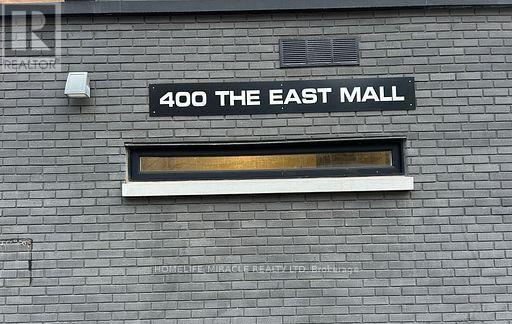 REALTOR
400 THE EAST MALL
HOMELIFE/MIRACLE REALTY LTD, Brokerage